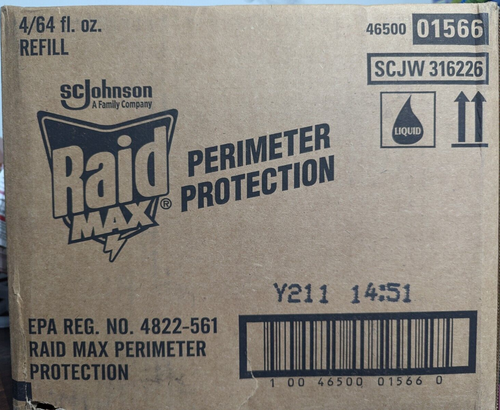 4/64 fl. oz.
REFILL
46500 01566
SCJW 316226
LIQUID
SCJohnson
A Family Company
Raid
MAX®
PERIMETER
PROTECTION
Y211 14:51
EPA REG. NO. 4822-561
RAID MAX PERIMETER
PROTECTION
1 00 46500 01566 0